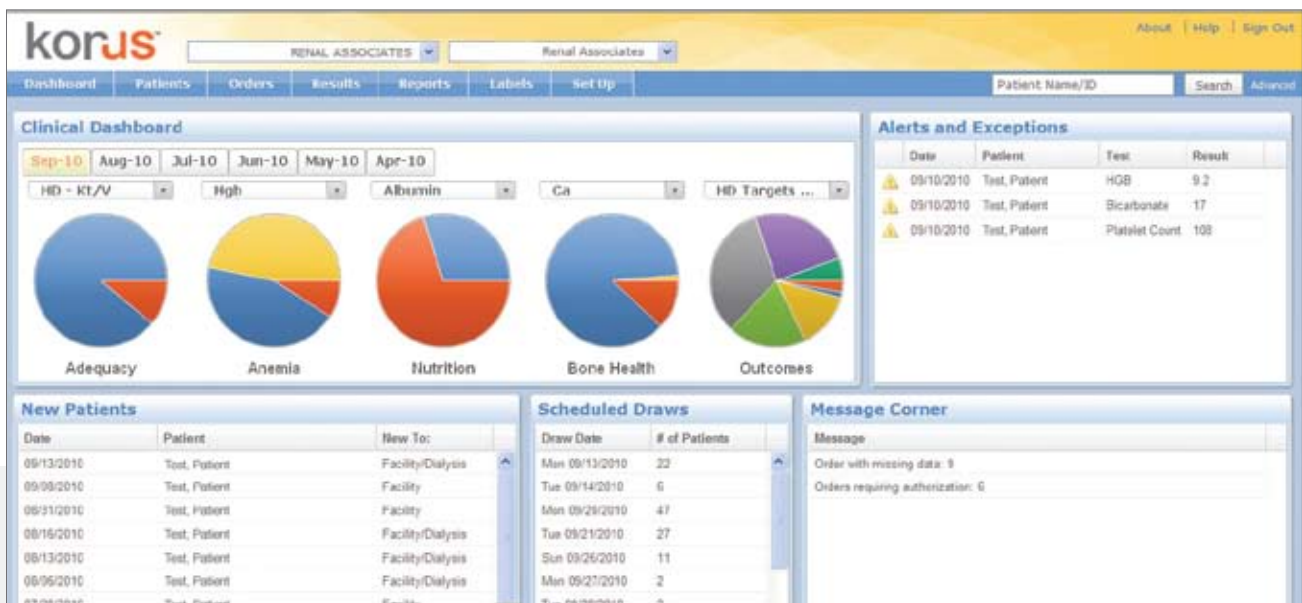 korus
RENAL ASSOCIATES
Renal Associates
About | Help | Sign Out
Dashboard Patients Orders Results Reports Labels Set Up
Patient Name/ID Search Advanced
Clinical Dashboard
Sep-10 Aug-10 Jul-10 Jun-10 May-10 Apr-10
HD - Kt/V Hgb Albumin Ca HD Targets ...
Adequacy Anemia Nutrition Bone Health Outcomes
Alerts and Exceptions
Date Patient Test Result
09/10/2010 Test, Patient HGB 9.2
09/10/2010 Test, Patient Bicarbonate 17
09/10/2010 Test, Patient Platelet Count 108
New Patients
Date Patient New To:
09/13/2010 Test, Patient Facility/Dialysis
09/08/2010 Test, Patient Facility
08/31/2010 Test, Patient Facility
08/16/2010 Test, Patient Facility/Dialysis
08/13/2010 Test, Patient Facility/Dialysis
08/06/2010 Test, Patient Facility/Dialysis
Scheduled Draws
Draw Date # of Patients
Mon 09/13/2010 22
Tue 09/14/2010 6
Mon 09/20/2010 47
Tue 09/21/2010 27
Sun 09/26/2010 11
Mon 09/27/2010 2
Message Corner
Message
Order with missing data: 9
Orders requiring authorization: 6